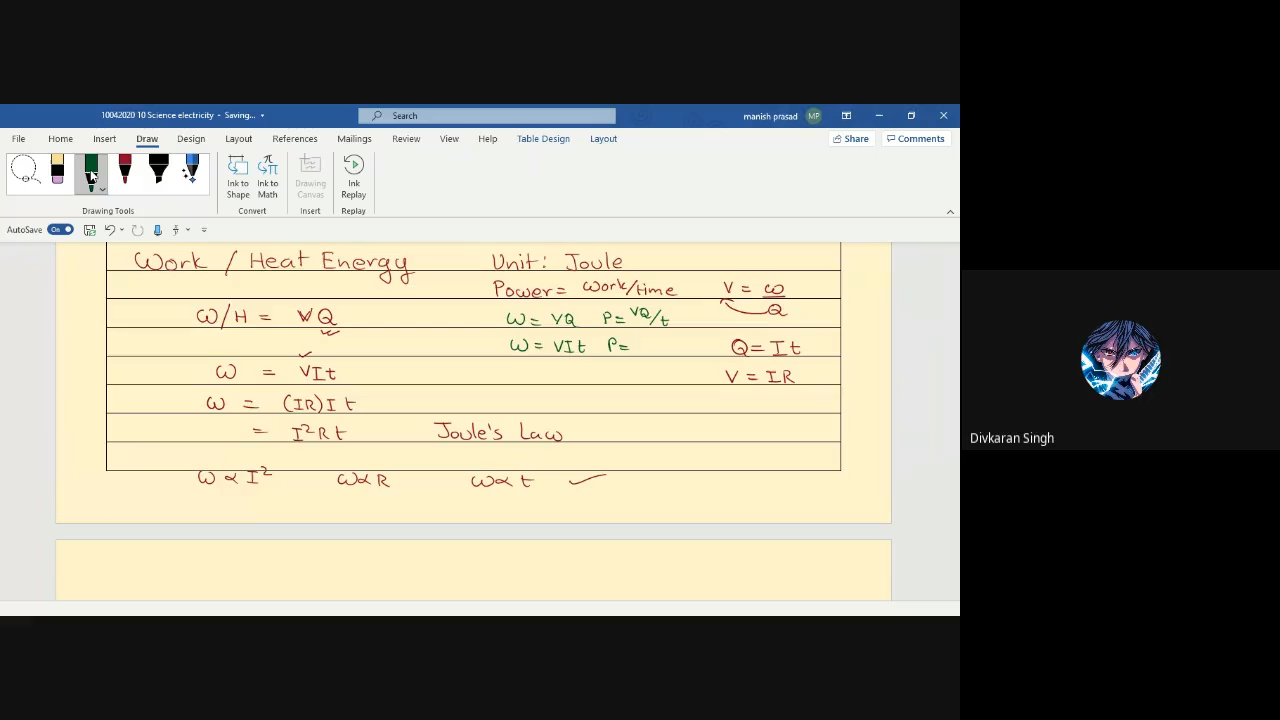 10042020 10 Science electricity - Saving...
Search
manish prasad MP
File Home Insert Draw Design Layout References Mailings Review View Help Table Design Layout
Share Comments
Ink to Shape
Ink to Math
Drawing Canvas
Ink Replay
Drawing Tools Convert Insert Replay
AutoSave On
Work / Heat Energy Unit: Joule
Power = Work/time V = ω/Q
W/H = VQ ω = VQ P = VQ/t
ω = VIt P = Q = It
ω = VIt V = IR
ω = (IR)It
= I²Rt Joule's Law
ω ∝ I² ω∝R ω∝t ✓
Divkaran Singh